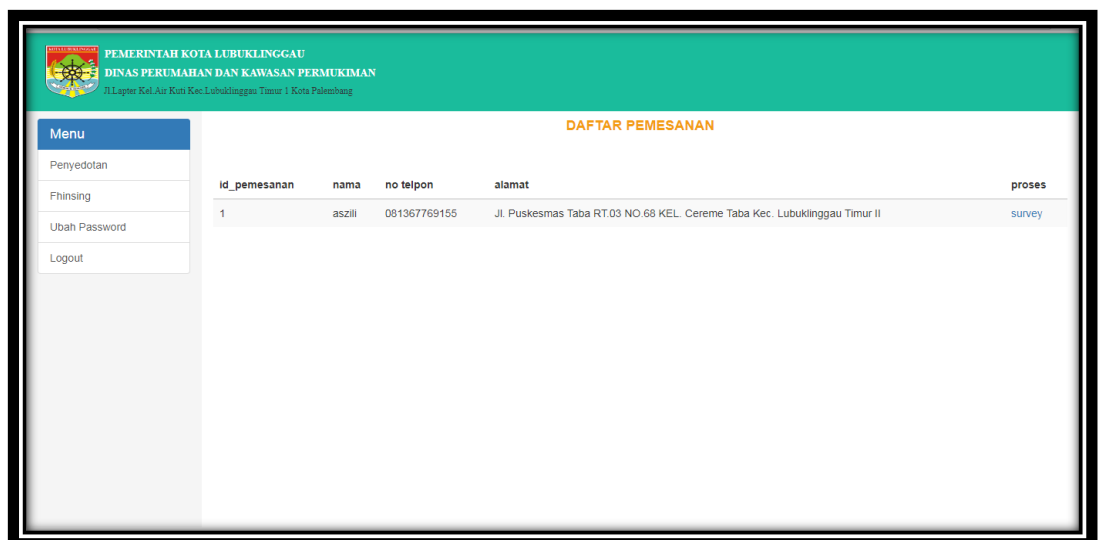 KOTA LUBUKLINGGAU
PEMERINTAH KOTA LUBUKLINGGAU
DINAS PERUMAHAN DAN KAWASAN PERMUKIMAN
Jl.Lapter Kel.Air Kuti Kec.Lubuklinggau Timur 1 Kota Palembang
Menu
Penyedotan
Fhinsing
Ubah Password
Logout
DAFTAR PEMESANAN
id_pemesanan nama no telpon alamat proses
1 aszili 081367769155 Jl. Puskesmas Taba RT.03 NO.68 KEL. Cereme Taba Kec. Lubuklinggau Timur II survey